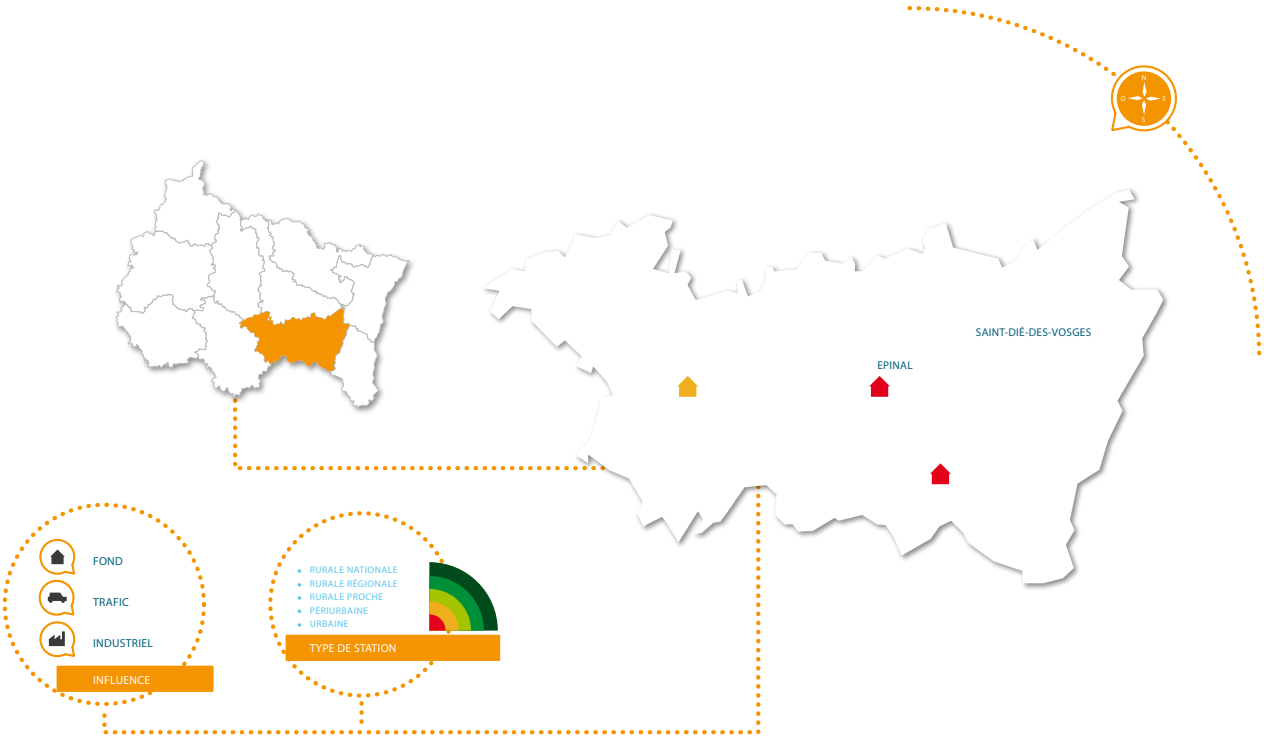 N
O E
S
SAINT-DIÉ-DES-VOSGES
EPINAL
FOND
TRAFIC
INDUSTRIEL
INFLUENCE
RURALE NATIONALE
RURALE RÉGIONALE
RURALE PROCHE
PÉRIURBAINE
URBAINE
TYPE DE STATION